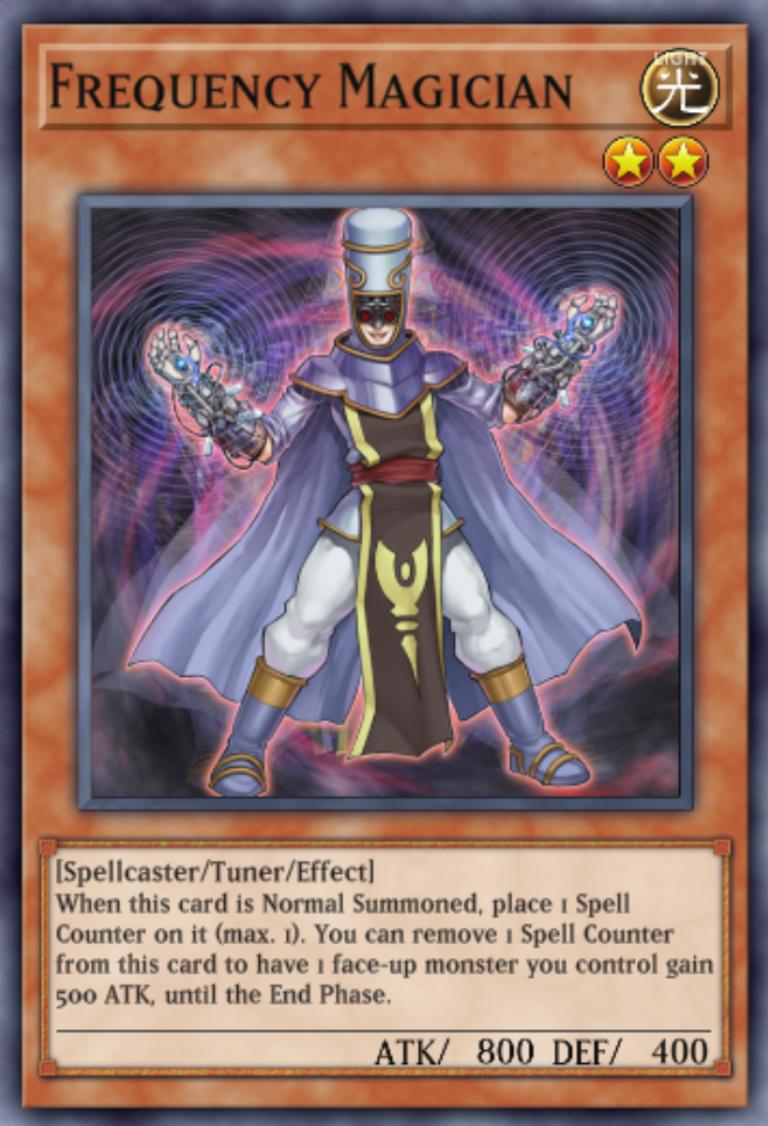 FREQUENCY MAGICIAN
LIGHT
光
[Spellcaster/Tuner/Effect]
When this card is Normal Summoned, place 1 Spell
Counter on it (max. 1). You can remove 1 Spell Counter
from this card to have 1 face-up monster you control gain
500 ATK, until the End Phase.
ATK/ 800 DEF/ 400